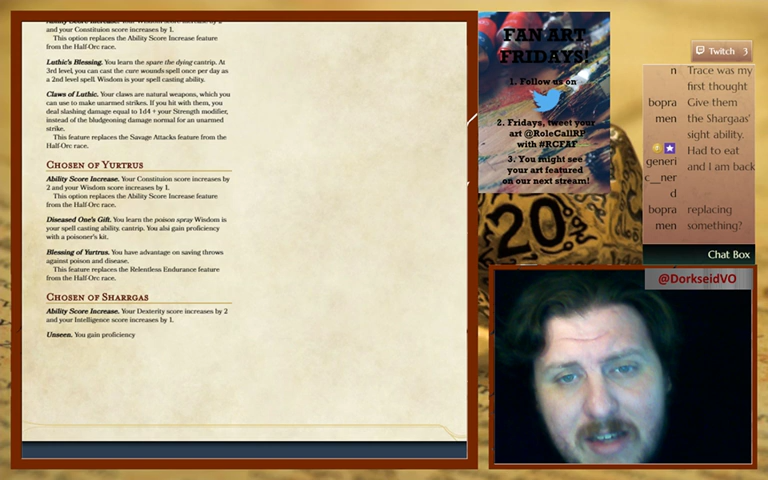 Ability Score Increase. Your Wisdom score increases by 2
and your Constituion score increases by 1.
This option replaces the Ability Score Increase feature
from the Half-Orc race.
Luthic's Blessing. You learn the spare the dying cantrip. At
3rd level, you can cast the cure wounds spell once per day as
a 2nd level spell. Wisdom is your spell casting ability.
Claws of Luthic. Your claws are natural weapons, which you
can use to make unarmed strikes. If you hit with them, you
deal slashing damage equal to 1d4 + your Strength modifier,
instead of the bludgeoning damage normal for an unarmed
strike.
This feature replaces the Savage Attacks feature from the
Half-Orc race.
Chosen of Yurtrus
Ability Score Increase. Your Constituion score increases by
2 and your Wisdom score increases by 1.
This option replaces the Ability Score Increase feature
from the Half-Orc race.
Diseased One's Gift. You learn the poison spray Wisdom is
your spell casting ability. cantrip. You alsi gain proficiency
with a poisoner's kit.
Blessing of Yurtrus. You have advantage on saving throws
against poison and disease.
This feature replaces the Relentless Endurance feature
from the Half-Orc race.
Chosen of Sharrgas
Ability Score Increase. Your Dexterity score increases by 2
and your Intelligence score increases by 1.
Unseen. You gain proficiency
FAN ART
FRIDAYS!
1. Follow us on
2. Fridays, tweet your
art @RoleCallRP
with #RCFAF
3. You might see
your art featured
on our next stream!
20
Twitch 3
n Trace was my
first thought
bopra Give them
men the Shargaas'
sight ability.
generi Had to eat
c__ner and I am back
d
bopra replacing
men something?
Chat Box
@DorkseidVO